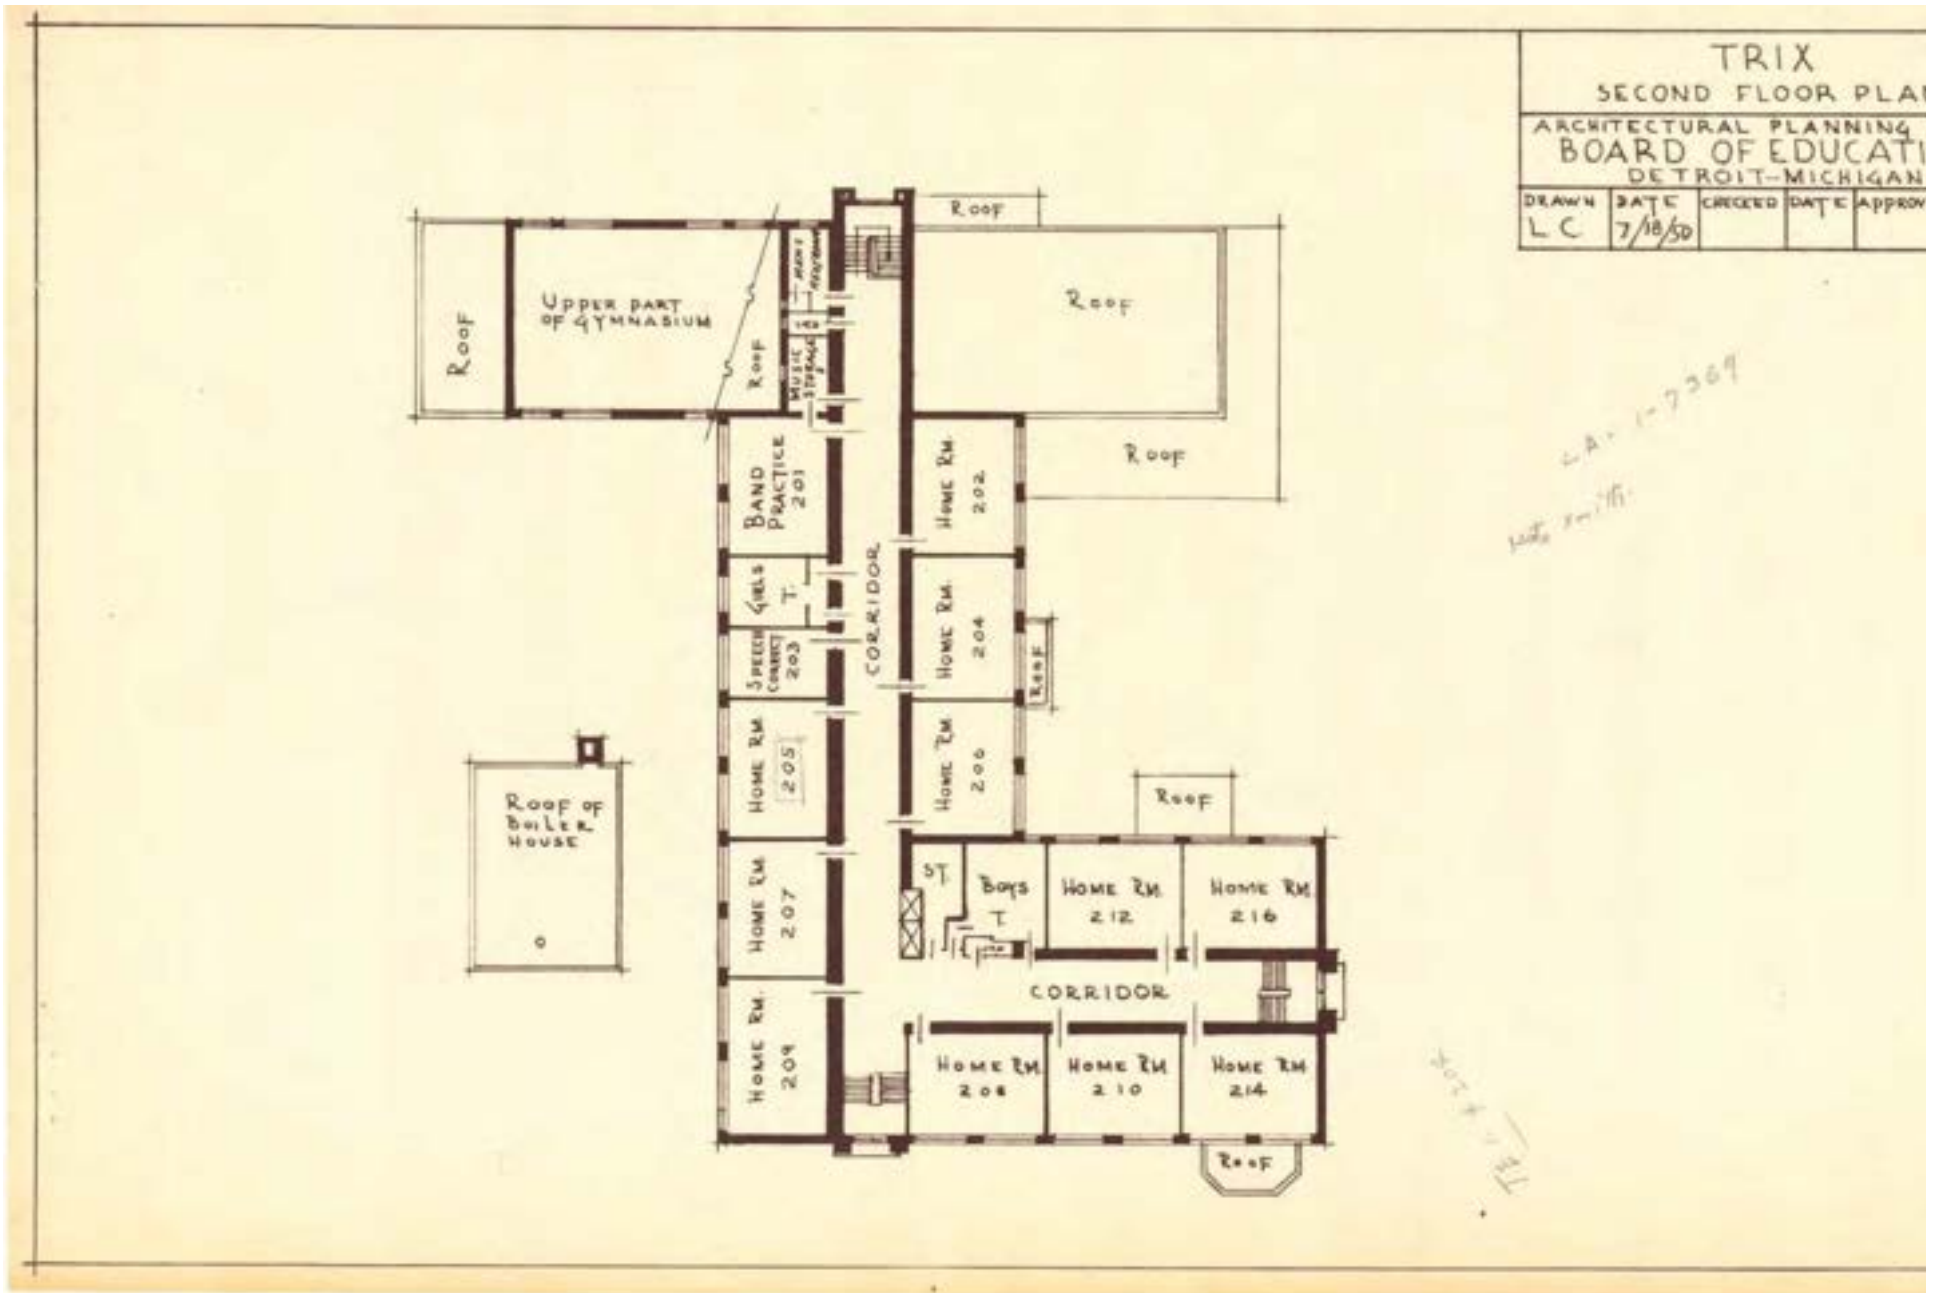 TRIX
SECOND FLOOR PLA
ARCHITECTURAL PLANNING
BOARD OF EDUCATI
DETROIT-MICHIGAN
DRAWN
L C
DATE
7/18/50
CHECKED
DATE
APPROV
ROOF
ROOF
UPPER PART
OF GYMNASIUM
ROOF
MENS
ROOF
MUSIC
STORAGE
ROOF
BAND
PRACTICE
201
HOME RM.
202
GIRLS
T.
CORRIDOR
HOME RM.
204
SPEECH
CORRECT
203
ROOF
HOME RM
205
HOME RM
206
ROOF OF
BOILER
HOUSE
ROOF
HOME RM.
207
ST.
BOYS
T.
HOME RM.
212
HOME RM.
216
CORRIDOR
HOME RM.
209
HOME RM.
208
HOME RM.
210
HOME RM.
214
ROOF